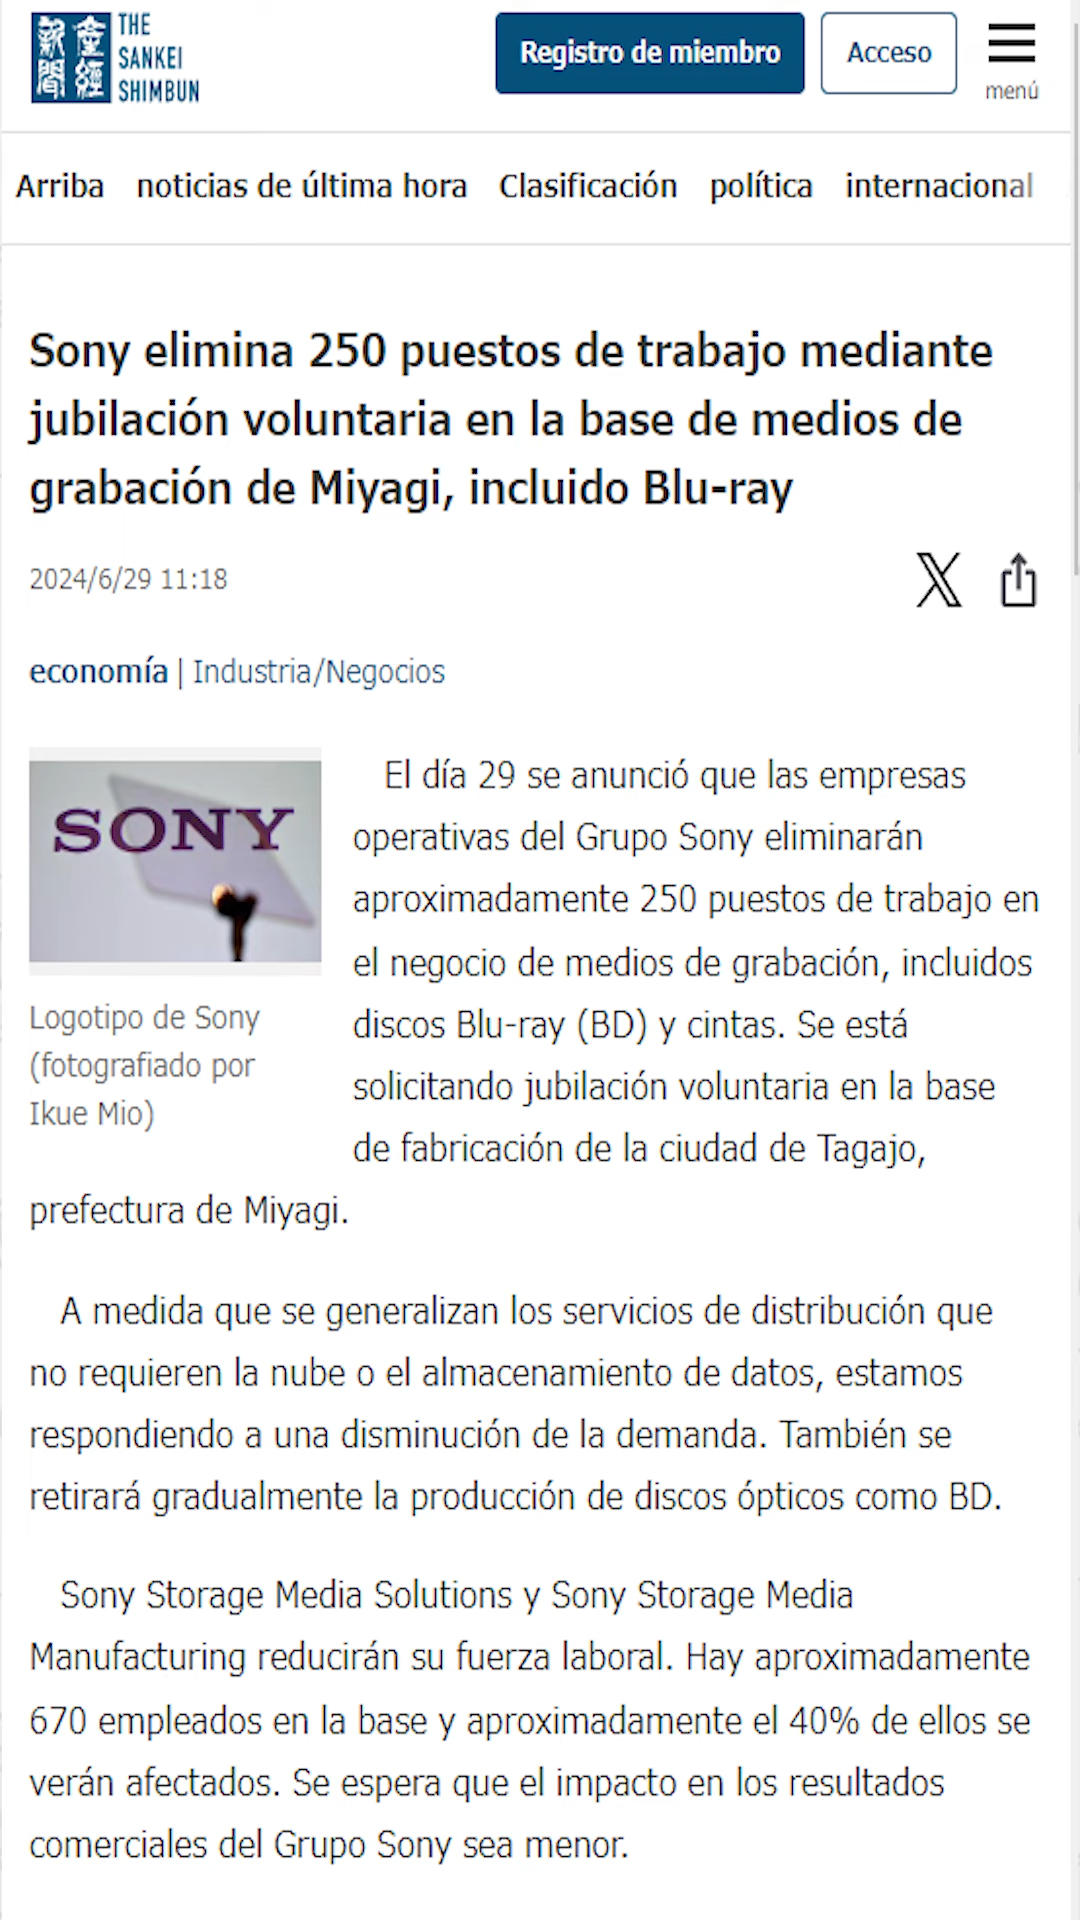 新聞 産經
THE
SANKEI
SHIMBUN
Registro de miembro
Acceso
menú
Arriba noticias de última hora Clasificación política internacional
Sony elimina 250 puestos de trabajo mediante
jubilación voluntaria en la base de medios de
grabación de Miyagi, incluido Blu-ray
2024/6/29 11:18
economía | Industria/Negocios
SONY
Logotipo de Sony
(fotografiado por
Ikue Mio)
El día 29 se anunció que las empresas
operativas del Grupo Sony eliminarán
aproximadamente 250 puestos de trabajo en
el negocio de medios de grabación, incluidos
discos Blu-ray (BD) y cintas. Se está
solicitando jubilación voluntaria en la base
de fabricación de la ciudad de Tagajo,
prefectura de Miyagi.
A medida que se generalizan los servicios de distribución que
no requieren la nube o el almacenamiento de datos, estamos
respondiendo a una disminución de la demanda. También se
retirará gradualmente la producción de discos ópticos como BD.
Sony Storage Media Solutions y Sony Storage Media
Manufacturing reducirán su fuerza laboral. Hay aproximadamente
670 empleados en la base y aproximadamente el 40% de ellos se
verán afectados. Se espera que el impacto en los resultados
comerciales del Grupo Sony sea menor.